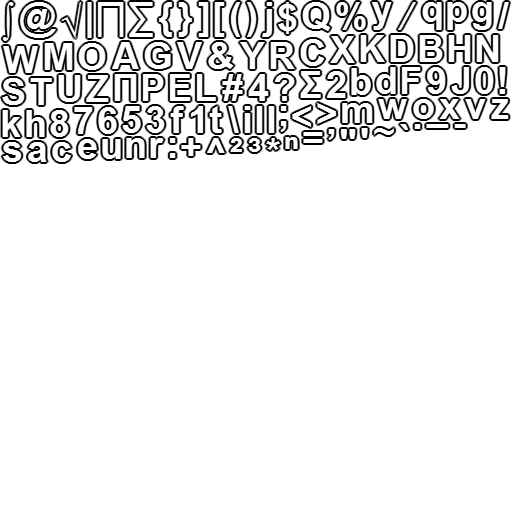 ∫@√|∏∑{}][()j$Q%y/qpg/
WMOAGV&YRCXKDBHN
STUZΠPEL#4?Σ2bdF9J0!
kh87653f1t\ill;<>mwoxvz
saceunr:+^²³*ⁿ=,"'~`._-